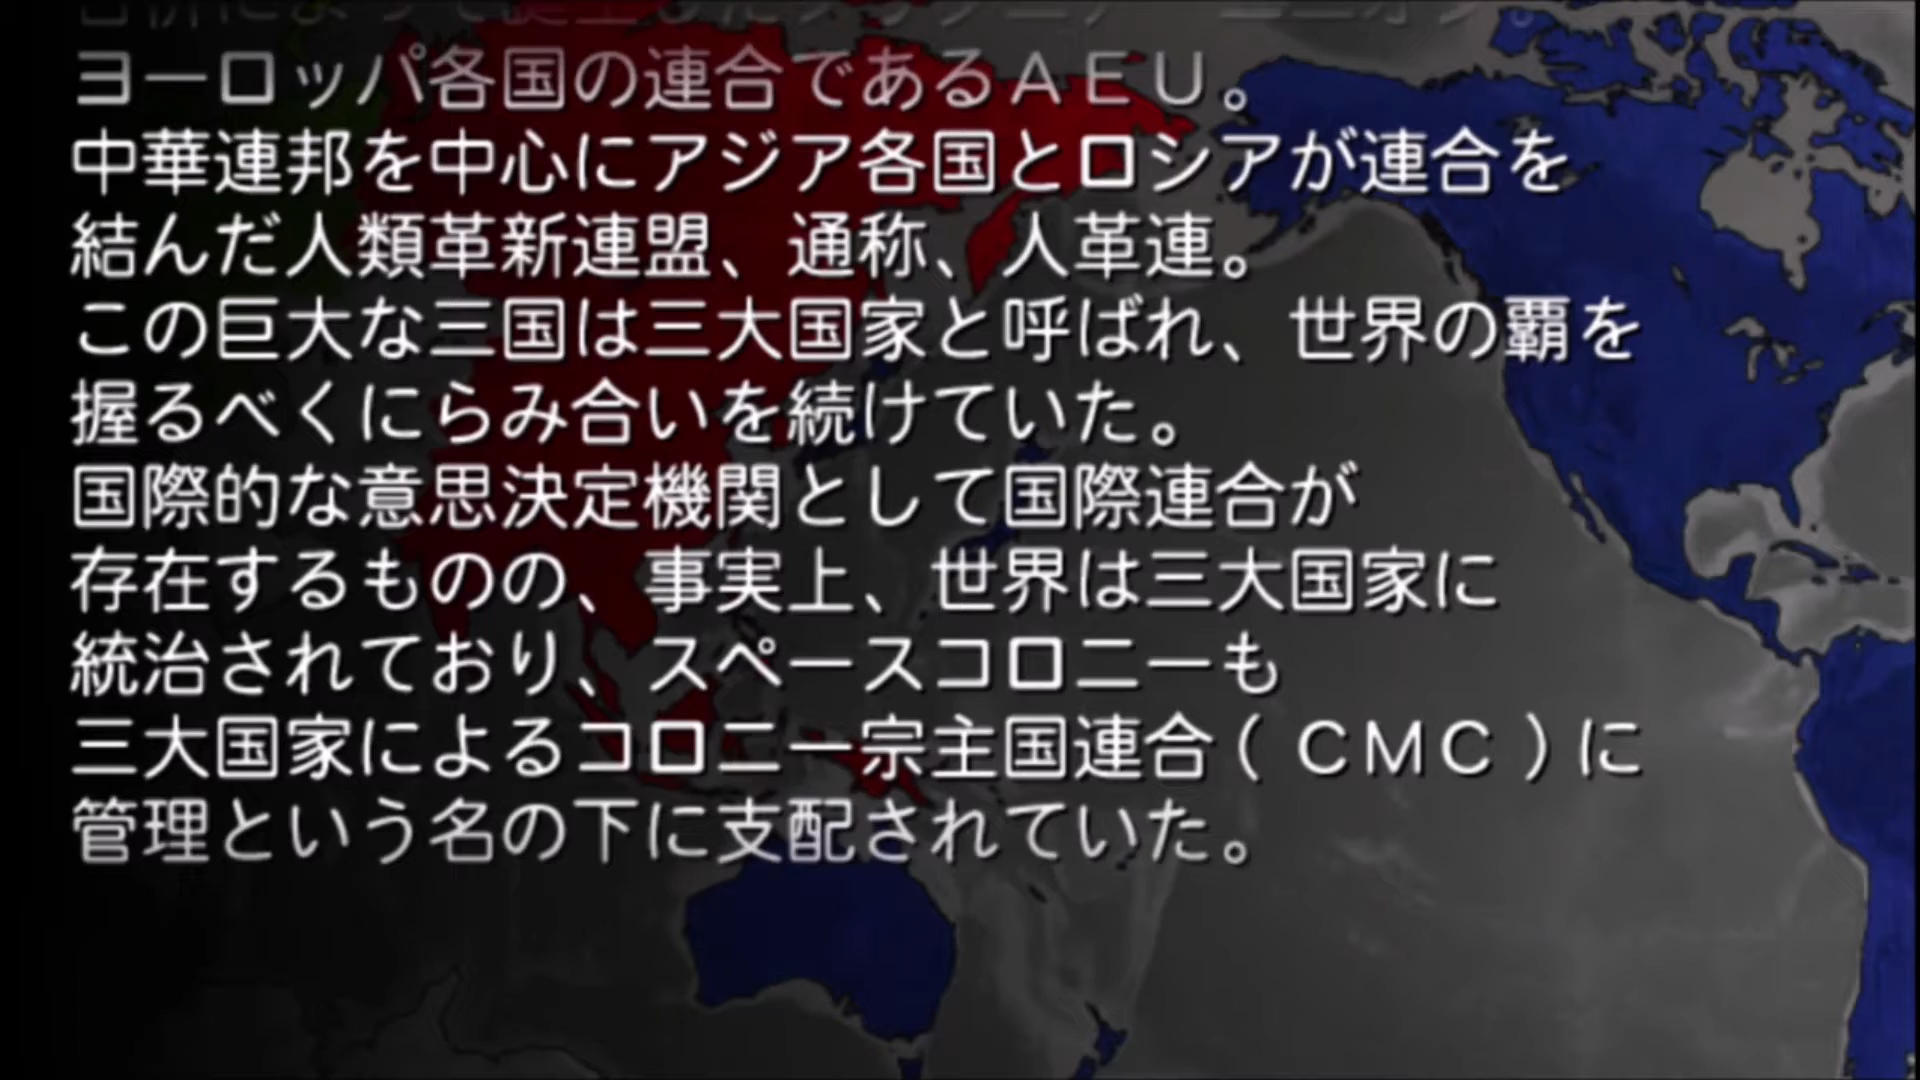 ヨーロッパ各国の連合であるＡＥＵ。
中華連邦を中心にアジア各国とロシアが連合を
結んだ人類革新連盟、通称、人革連。
この巨大な三国は三大国家と呼ばれ、世界の覇を
握るべくにらみ合いを続けていた。
国際的な意思決定機関として国際連合が
存在するものの、事実上、世界は三大国家に
統治されており、スペースコロニーも
三大国家によるコロニー宗主国連合（ＣＭＣ）に
管理という名の下に支配されていた。